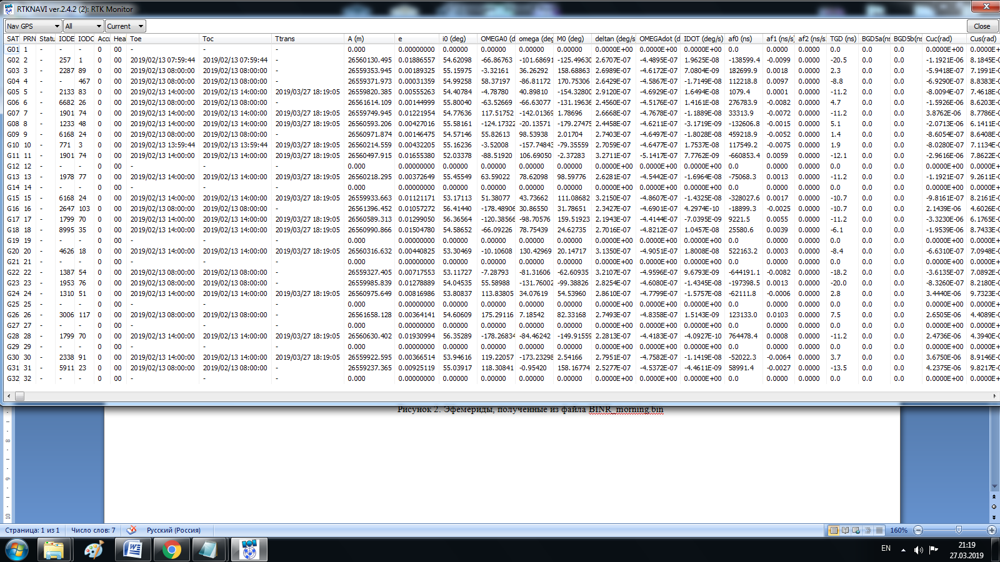 RTKNAVI ver.2.4.2 (2): RTK Monitor
Nav GPS All Current Close
SAT PRN Statu IODE IODC Accu Hea Toe Toc Ttrans A (m) e i0 (deg) OMEGA0 (d omega (deg M0 (deg) deltan (deg/s OMEGAdot (d IDOT (deg/s) af0 (ns) af1 (ns/s) af2 (ns/s TGD (ns) BGD5a(ns BGD5b(ns Cuc(rad) Cus(rad)
G01 1 - - - 0 00 - - - 0.000 0.00000000 0.00000 0.00000 0.00000 0.00000 0.0000E+00 0.0000E+00 0.0000E+00 0.0 0.0000 0.0000 0.0 0.0 0.0 0.0000E+00 0.0000E+0
G02 2 - 257 1 0 00 2019/02/13 07:59:44 2019/02/13 07:59:44 - 26560130.495 0.01886557 54.62098 -66.86763 -101.68691 -125.49630 2.6707E-07 -4.4895E-07 1.9625E-08 -138599.4 -0.0099 0.0000 -20.5 0.0 0.0 -1.1921E-06 8.1845E-0
G03 3 - 2287 89 0 00 2019/02/13 08:00:00 2019/02/13 08:00:00 - 26559353.945 0.00189325 55.15975 -3.32161 36.26292 158.68863 2.6989E-07 -4.6172E-07 7.0804E-09 182699.9 0.0018 0.0000 2.3 0.0 0.0 -5.9418E-07 7.1991E-0
G04 4 - - 467 0 00 2019/02/13 08:00:00 2019/02/13 08:00:00 - 26559371.973 0.00031359 54.99258 58.37197 -86.81172 170.75306 2.6429E-07 -4.5867E-07 -1.7149E-08 112218.8 0.0097 0.0000 -8.8 0.0 0.0 -6.9290E-07 8.8383E-0
G05 5 - 2133 83 0 00 2019/02/13 14:00:00 2019/02/13 14:00:00 2019/03/27 18:19:05 26559820.385 0.00555263 54.40784 -4.78780 40.89810 -154.32800 2.9120E-07 -4.6929E-07 1.6494E-08 1079.4 0.0001 0.0000 -11.2 0.0 0.0 -8.0094E-07 7.4618E-0
G06 6 - 6682 26 0 00 2019/02/13 08:00:00 2019/02/13 08:00:00 - 26561614.109 0.00144999 55.80040 -63.52669 -66.63077 -131.19636 2.4560E-07 -4.5176E-07 1.4161E-08 276783.9 -0.0082 0.0000 4.7 0.0 0.0 -1.5926E-06 8.6203E-0
G07 7 - 1901 74 0 00 2019/02/13 14:00:00 2019/02/13 14:00:00 2019/03/27 18:19:05 26559749.945 0.01221954 54.77636 117.51752 -142.01369 1.78696 2.6668E-07 -4.7678E-07 -1.1889E-08 33313.9 -0.0072 0.0000 -11.2 0.0 0.0 3.8762E-06 8.7786E-0
G08 8 - 1233 48 0 00 2019/02/13 14:00:00 2019/02/13 14:00:00 2019/03/27 18:19:05 26560593.206 0.00427016 55.58161 -124.17322 -20.13571 -179.27475 2.4458E-07 -4.6211E-07 -3.1719E-09 -132606.8 -0.0015 0.0000 5.1 0.0 0.0 -2.0713E-06 6.1411E-0
G09 9 - 6168 24 0 00 2019/02/13 08:00:00 2019/02/13 08:00:00 - 26560971.874 0.00146475 54.57146 55.82613 98.53938 2.01704 2.7403E-07 -4.6497E-07 -1.8028E-08 459218.9 -0.0052 0.0000 1.4 0.0 0.0 -8.6054E-07 8.6408E-0
G10 10 - 771 3 0 00 2019/02/13 13:59:44 2019/02/13 13:59:44 - 26560214.559 0.00432205 55.16236 -3.52008 -157.74843 -79.35559 2.7059E-07 -4.6477E-07 1.7537E-08 117549.2 -0.0075 0.0000 1.9 0.0 0.0 -8.0280E-07 7.1134E-0
G11 11 - 1901 74 0 00 2019/02/13 14:00:00 2019/02/13 14:00:00 2019/03/27 18:19:05 26560497.915 0.01655380 52.03378 -88.51920 106.69050 -2.37283 3.2711E-07 -5.1417E-07 7.7762E-09 -660853.4 0.0059 0.0000 -12.1 0.0 0.0 -2.9616E-06 7.8622E-0
G12 12 - - - 0 00 - - - 0.000 0.00000000 0.00000 0.00000 0.00000 0.00000 0.0000E+00 0.0000E+00 0.0000E+00 0.0 0.0000 0.0000 0.0 0.0 0.0 0.0000E+00 0.0000E+0
G13 13 - 1978 77 0 00 2019/02/13 14:00:00 2019/02/13 14:00:00 2019/03/27 18:19:05 26560218.295 0.00372649 55.45549 63.59022 78.62098 98.59776 2.6281E-07 -4.5442E-07 -1.6964E-08 -75068.3 0.0013 0.0000 -11.2 0.0 0.0 -1.1921E-07 9.2611E-0
G14 14 - - - 0 00 - - - 0.000 0.00000000 0.00000 0.00000 0.00000 0.00000 0.0000E+00 0.0000E+00 0.0000E+00 0.0 0.0000 0.0000 0.0 0.0 0.0 0.0000E+00 0.0000E+0
G15 15 - 6168 24 0 00 2019/02/13 14:00:00 2019/02/13 14:00:00 2019/03/27 18:19:05 26559933.663 0.01121171 53.17113 51.38077 43.73662 111.08682 3.2150E-07 -4.8607E-07 -1.4325E-08 -328027.6 0.0017 0.0000 -10.7 0.0 0.0 -9.8161E-07 8.2161E-0
G16 16 - 2647 103 0 00 2019/02/13 14:00:00 2019/02/13 14:00:00 - 26561396.452 0.01057272 56.41440 -178.48906 30.86550 31.78651 2.3427E-07 -4.6901E-07 4.2974E-10 -18899.3 -0.0025 0.0000 -10.7 0.0 0.0 2.1439E-06 4.6026E-0
G17 17 - 1799 70 0 00 2019/02/13 14:00:00 2019/02/13 14:00:00 2019/03/27 18:19:05 26560589.313 0.01299050 56.36564 -120.38566 -98.70576 159.51923 2.1943E-07 -4.4144E-07 -7.0395E-09 9221.5 0.0055 0.0000 -11.2 0.0 0.0 -3.3230E-06 6.1765E-0
G18 18 - 8995 35 0 00 2019/02/13 14:00:00 2019/02/13 14:00:00 2019/03/27 18:19:05 26560990.866 0.01504780 54.58652 -66.09226 78.75439 24.62735 2.7016E-07 -4.8212E-07 1.0457E-08 25580.6 0.0039 0.0000 -6.1 0.0 0.0 -1.9539E-06 8.7433E-0
G19 19 - - - 0 00 - - - 0.000 0.00000000 0.00000 0.00000 0.00000 0.00000 0.0000E+00 0.0000E+00 0.0000E+00 0.0 0.0000 0.0000 0.0 0.0 0.0 0.0000E+00 0.0000E+0
G20 20 - 4626 18 0 00 2019/02/13 14:00:00 2019/02/13 14:00:00 2019/03/27 18:19:05 26560316.632 0.00440825 53.30469 -10.10608 130.42969 20.14717 3.1350E-07 -4.9051E-07 1.8008E-08 522163.2 0.0003 0.0000 -8.4 0.0 0.0 -6.6310E-07 7.0948E-0
G21 21 - - - 0 00 - - - 0.000 0.00000000 0.00000 0.00000 0.00000 0.00000 0.0000E+00 0.0000E+00 0.0000E+00 0.0 0.0000 0.0000 0.0 0.0 0.0 0.0000E+00 0.0000E+0
G22 22 - 1387 54 0 00 2019/02/13 08:00:00 2019/02/13 08:00:00 - 26559327.405 0.00717553 53.11727 -7.28793 -81.31606 -62.60935 3.2107E-07 -4.9596E-07 9.6793E-09 -644191.1 -0.0082 0.0000 -18.2 0.0 0.0 -3.6135E-07 7.0892E-0
G23 23 - 1953 76 0 00 2019/02/13 08:00:00 2019/02/13 08:00:00 - 26559985.839 0.01278889 54.04535 55.58988 -131.76002 -99.38826 2.8254E-07 -4.6080E-07 -1.4345E-08 -197398.5 0.0013 0.0000 -20.0 0.0 0.0 -8.3260E-07 8.2180E-0
G24 24 - 1310 51 0 00 2019/02/13 14:00:00 2019/02/13 14:00:00 2019/03/27 18:19:05 26560975.649 0.00816986 53.80837 113.83805 34.07619 54.53960 2.8610E-07 -4.7799E-07 -1.5757E-08 -62111.8 -0.0006 0.0000 2.8 0.0 0.0 3.4440E-06 9.7323E-0
G25 25 - - - 0 00 - - - 0.000 0.00000000 0.00000 0.00000 0.00000 0.00000 0.0000E+00 0.0000E+00 0.0000E+00 0.0 0.0000 0.0000 0.0 0.0 0.0 0.0000E+00 0.0000E+0
G26 26 - 3006 117 0 00 2019/02/13 08:00:00 2019/02/13 08:00:00 - 26561658.128 0.00364141 54.60609 175.29116 7.18542 82.33168 2.7493E-07 -4.8358E-07 1.5143E-09 123133.0 0.0103 0.0000 7.5 0.0 0.0 2.6505E-06 4.4089E-0
G27 27 - - - 0 00 - - - 0.000 0.00000000 0.00000 0.00000 0.00000 0.00000 0.0000E+00 0.0000E+00 0.0000E+00 0.0 0.0000 0.0000 0.0 0.0 0.0 0.0000E+00 0.0000E+0
G28 28 - 1799 70 0 00 2019/02/13 14:00:00 2019/02/13 14:00:00 2019/03/27 18:19:05 26560630.402 0.01930994 56.35289 -178.26834 -84.46242 -149.91559 2.2813E-07 -4.4183E-07 -4.0927E-10 764478.4 0.0008 0.0000 -11.2 0.0 0.0 2.4736E-06 4.3940E-0
G29 29 - - - 0 00 - - - 0.000 0.00000000 0.00000 0.00000 0.00000 0.00000 0.0000E+00 0.0000E+00 0.0000E+00 0.0 0.0000 0.0000 0.0 0.0 0.0 0.0000E+00 0.0000E+0
G30 30 - 2338 91 0 00 2019/02/13 14:00:00 2019/02/13 14:00:00 2019/03/27 18:19:05 26559922.595 0.00366514 53.94616 119.22057 -173.23298 2.54166 2.7951E-07 -4.7582E-07 -1.1419E-08 -52022.3 -0.0064 0.0000 3.7 0.0 0.0 3.6750E-06 8.9146E-0
G31 31 - 5911 23 0 00 2019/02/13 08:00:00 2019/02/13 08:00:00 - 26559237.365 0.00925119 55.03917 118.30841 -0.95420 158.16774 2.5277E-07 -4.5372E-07 -4.4611E-09 58991.4 -0.0027 0.0000 -13.5 0.0 0.0 4.2375E-06 9.8217E-0
G32 32 - - - 0 00 - - - 0.000 0.00000000 0.00000 0.00000 0.00000 0.00000 0.0000E+00 0.0000E+00 0.0000E+00 0.0 0.0000 0.0000 0.0 0.0 0.0 0.0000E+00 0.0000E+0
Рисунок 2. Эфемериды, полученные из файла BINR_morning.bin
8
9
10
Страница: 1 из 1 Число слов: 7 Русский (Россия) 160%
EN 21:19
27.03.2019